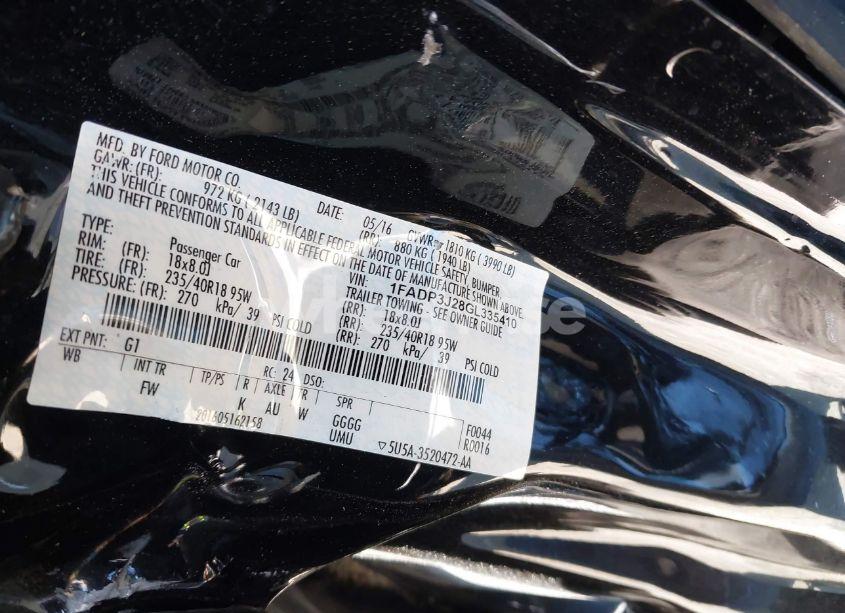 MFD. BY FORD MOTOR CO.
DATE: 05/16 GVWR: 1810 KG ( 3990 LB)
GAWR: (FR): 972 KG ( 2143 LB) (RR): 880 KG ( 1940 LB)
THIS VEHICLE CONFORMS TO ALL APPLICABLE FEDERAL MOTOR VEHICLE SAFETY, BUMPER
AND THEFT PREVENTION STANDARDS IN EFFECT ON THE DATE OF MANUFACTURE SHOWN ABOVE.
VIN: 1FADP3J28GL335410
TYPE: Passenger Car TRAILER TOWING - SEE OWNER GUIDE
RIM: (FR): 18x8.0J (RR): 18x8.0J
TIRE: (FR): 235/40R18 95W (RR): 235/40R18 95W
PRESSURE: (FR): 270 kPa/ 39 PSI COLD (RR): 270 kPa/ 39 PSI COLD
EXT PNT: G1 RC: 24 DSO: F0044
WB INT TR TP/PS R AXLE TR SPR R0016
FW K AU W GGGG
UMU
201605162158 ▽5U5A-3520472-AA